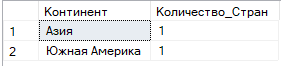 Континент Количество_Стран
1 Азия 1
2 Южная Америка 1